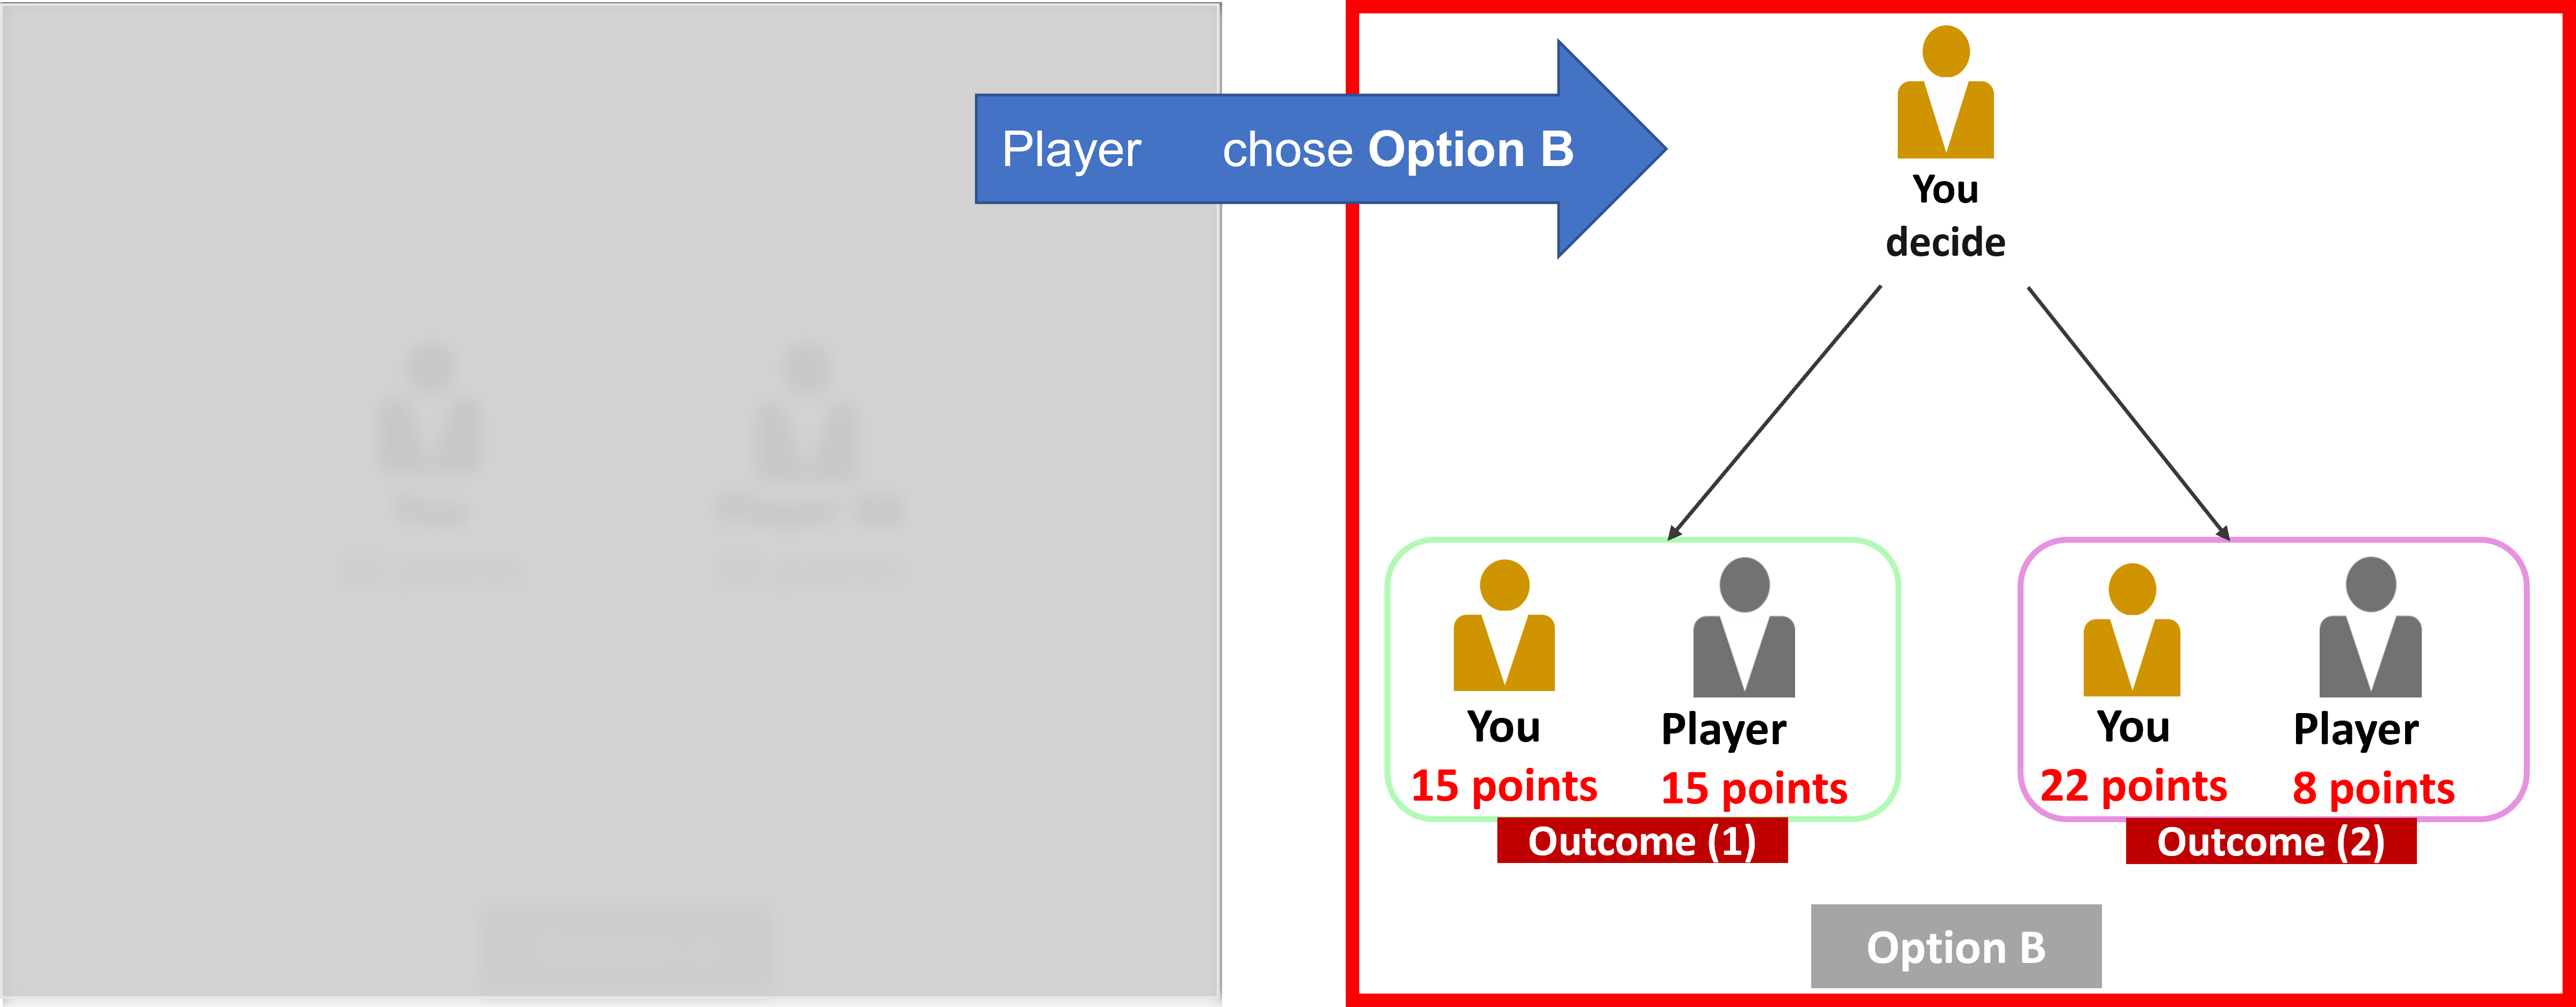 Player chose Option B
You
decide
You Player
15 points 15 points
Outcome (1)
You Player
22 points 8 points
Outcome (2)
Option B